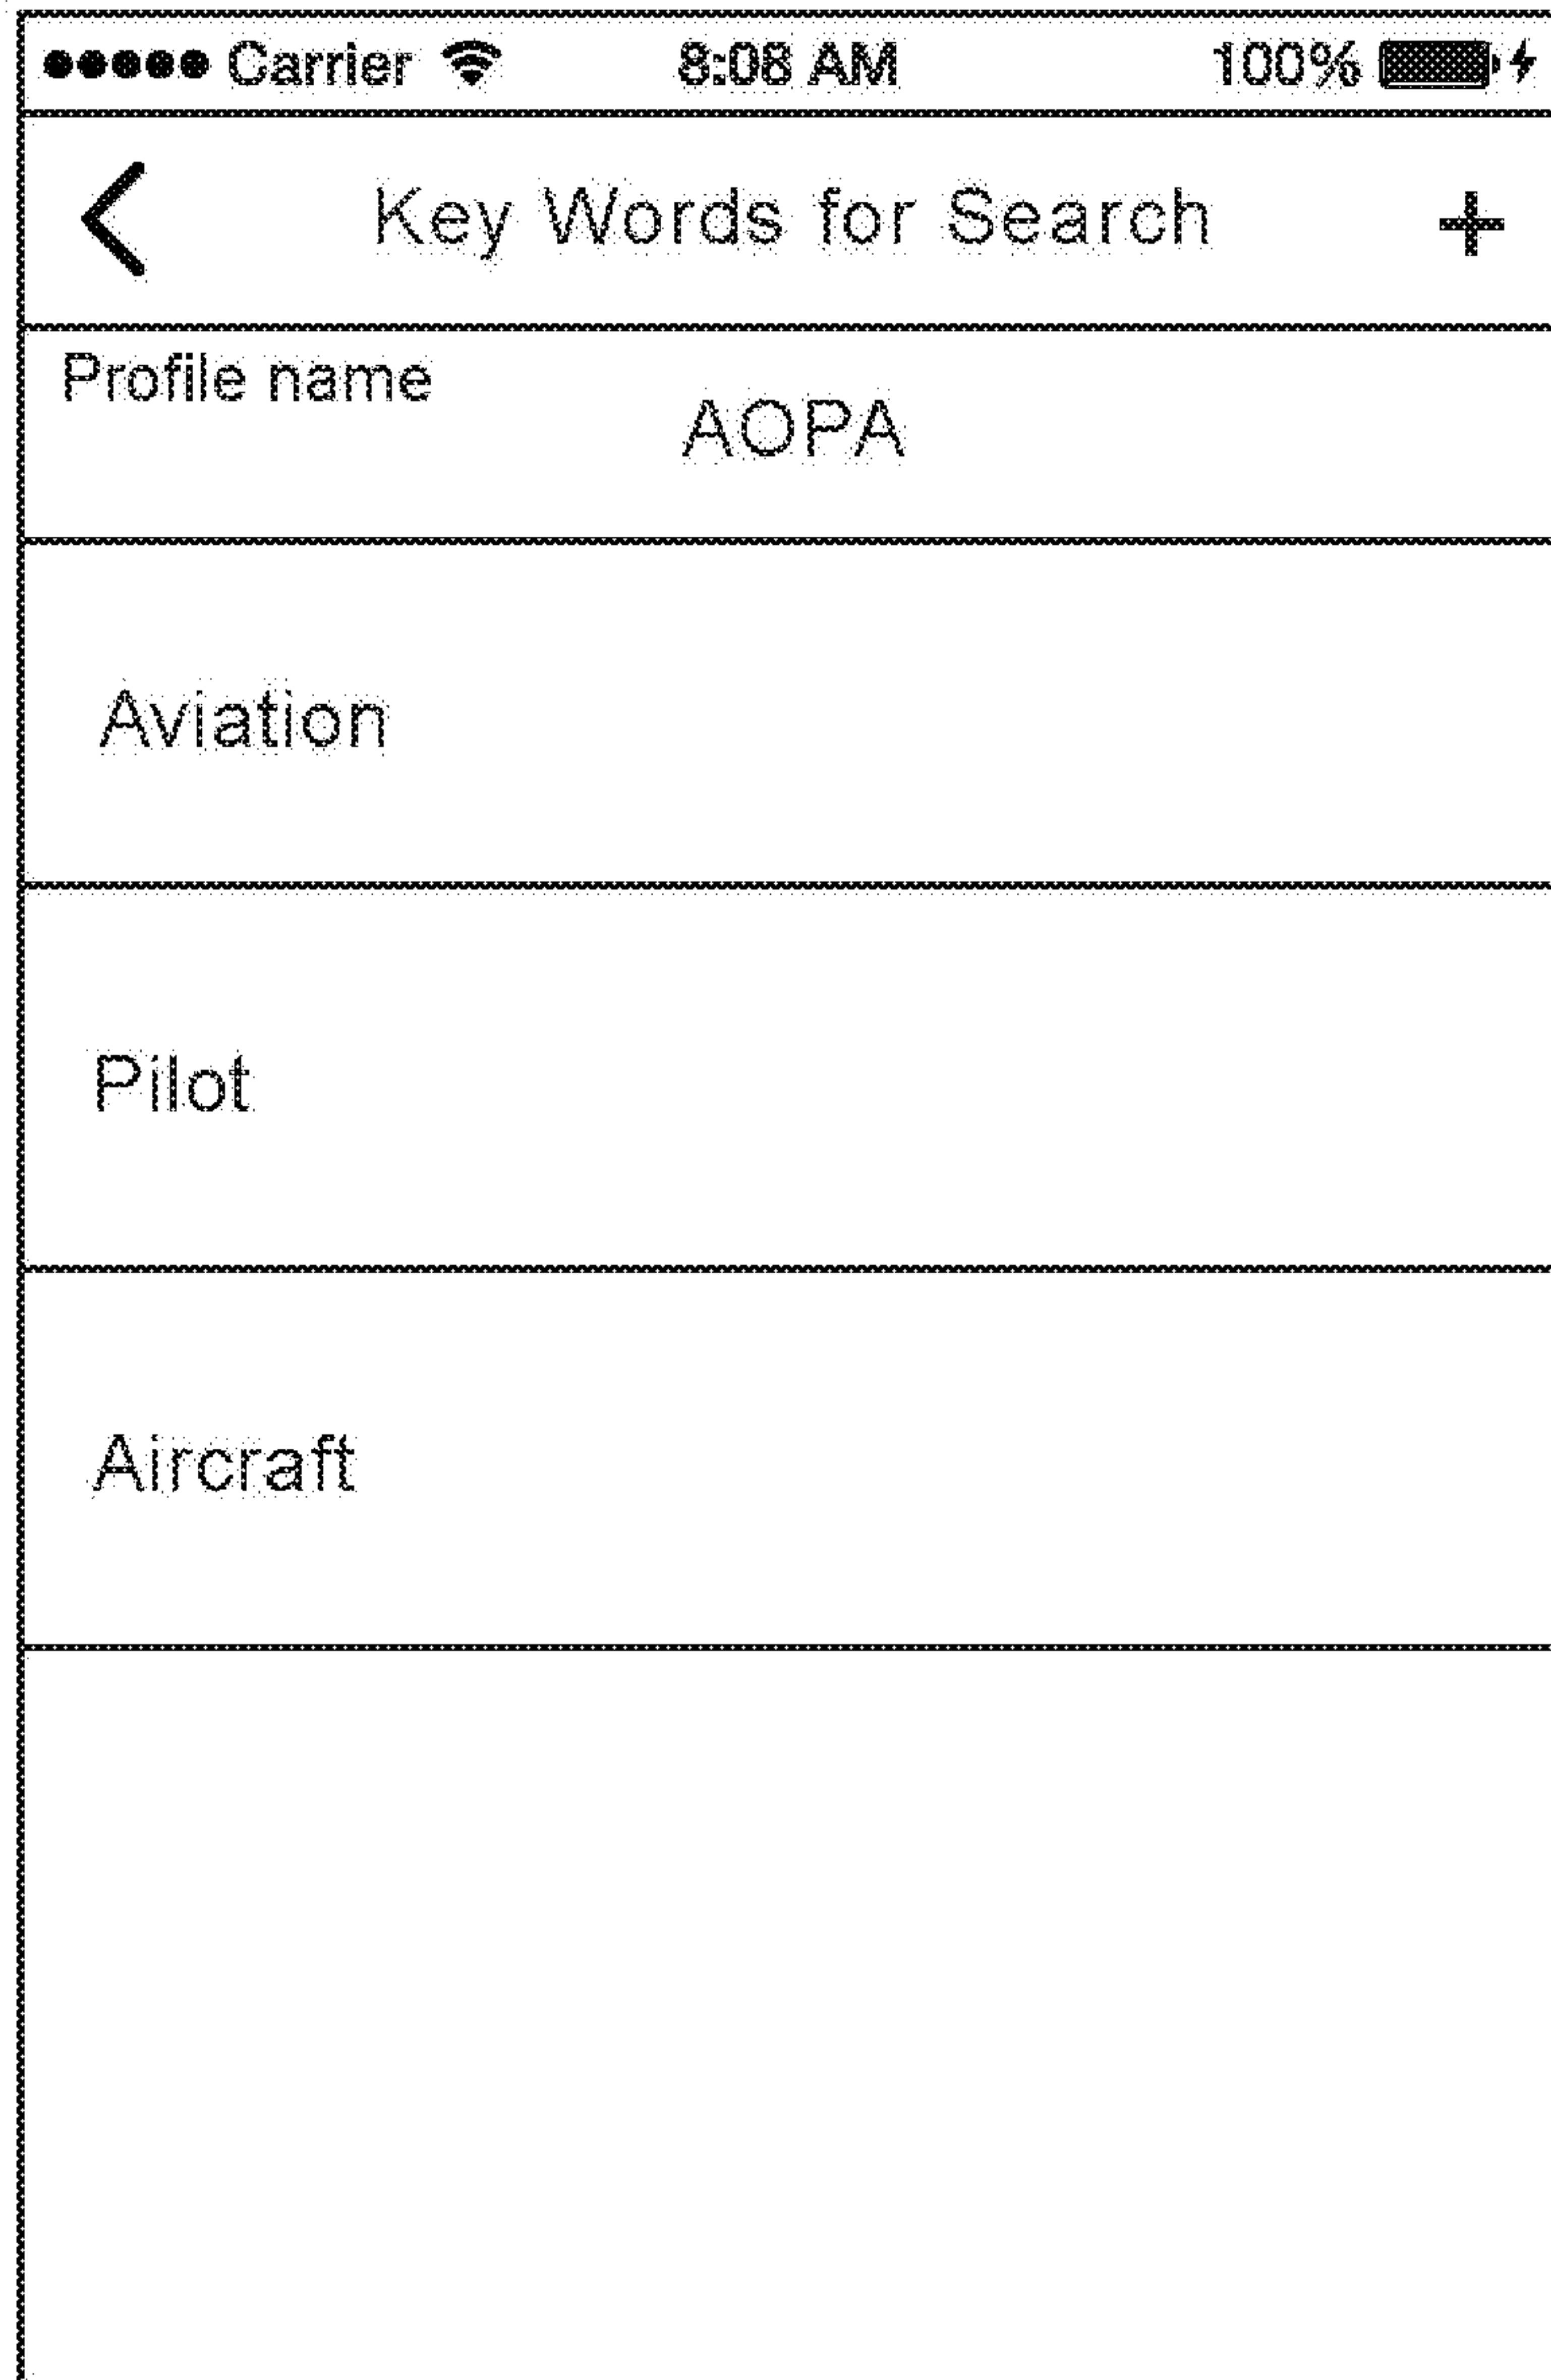 Carrier 8:08 AM 100%
Key Words for Search +
Profile name
AOPA
Aviation
Pilot
Aircraft